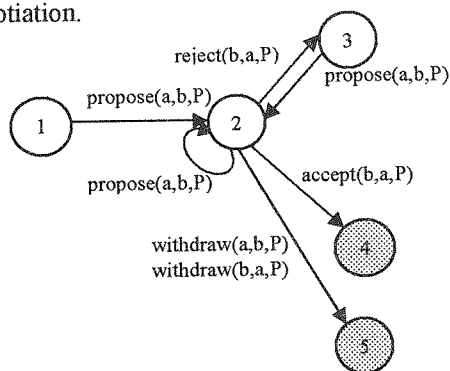 otiation.
3
reject(b,a,P)
propose(a,b,P)
propose(a,b,P)
1
2
propose(a,b,P)
accept(b,a,P)
4
withdraw(a,b,P)
withdraw(b,a,P)
5